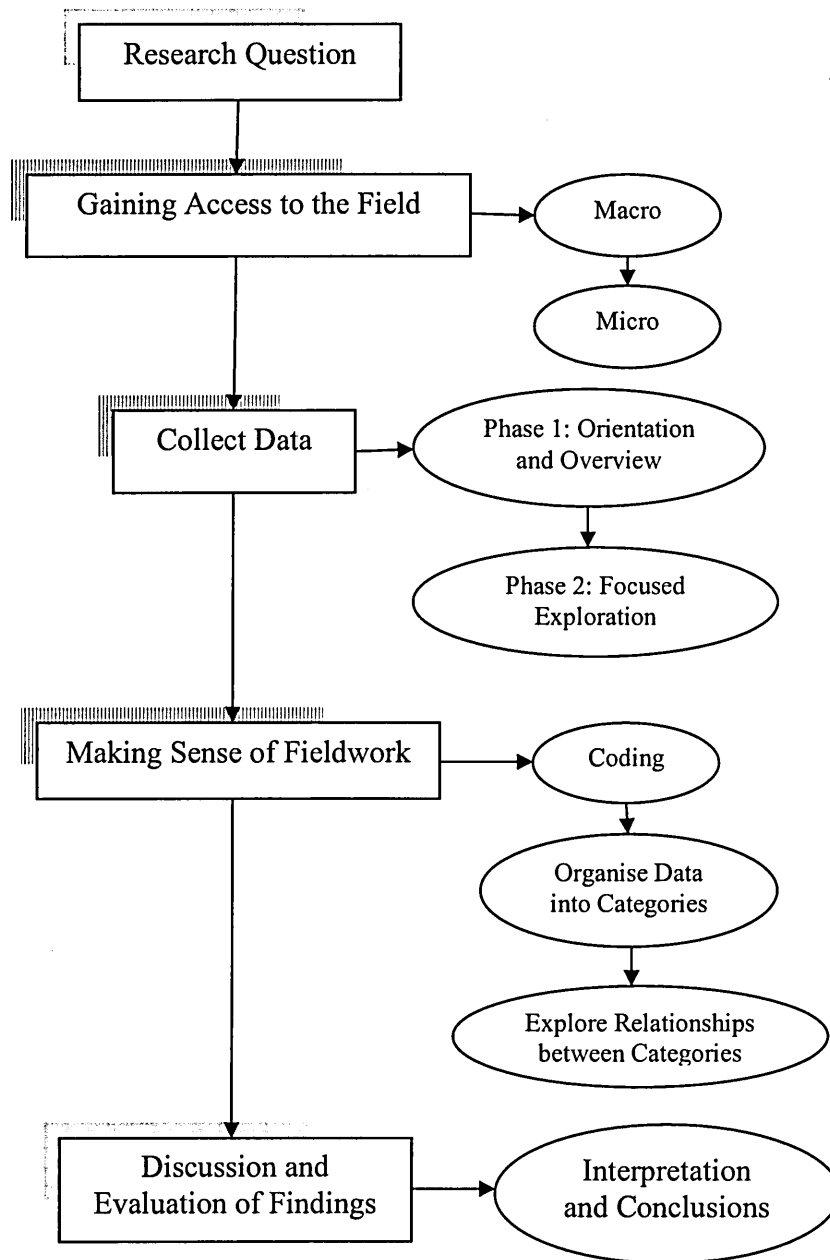 Research Question
Gaining Access to the Field
Macro
Micro
Collect Data
Phase 1: Orientation
and Overview
Phase 2: Focused
Exploration
Making Sense of Fieldwork
Coding
Organise Data
into Categories
Explore Relationships
between Categories
Discussion and
Evaluation of Findings
Interpretation
and Conclusions